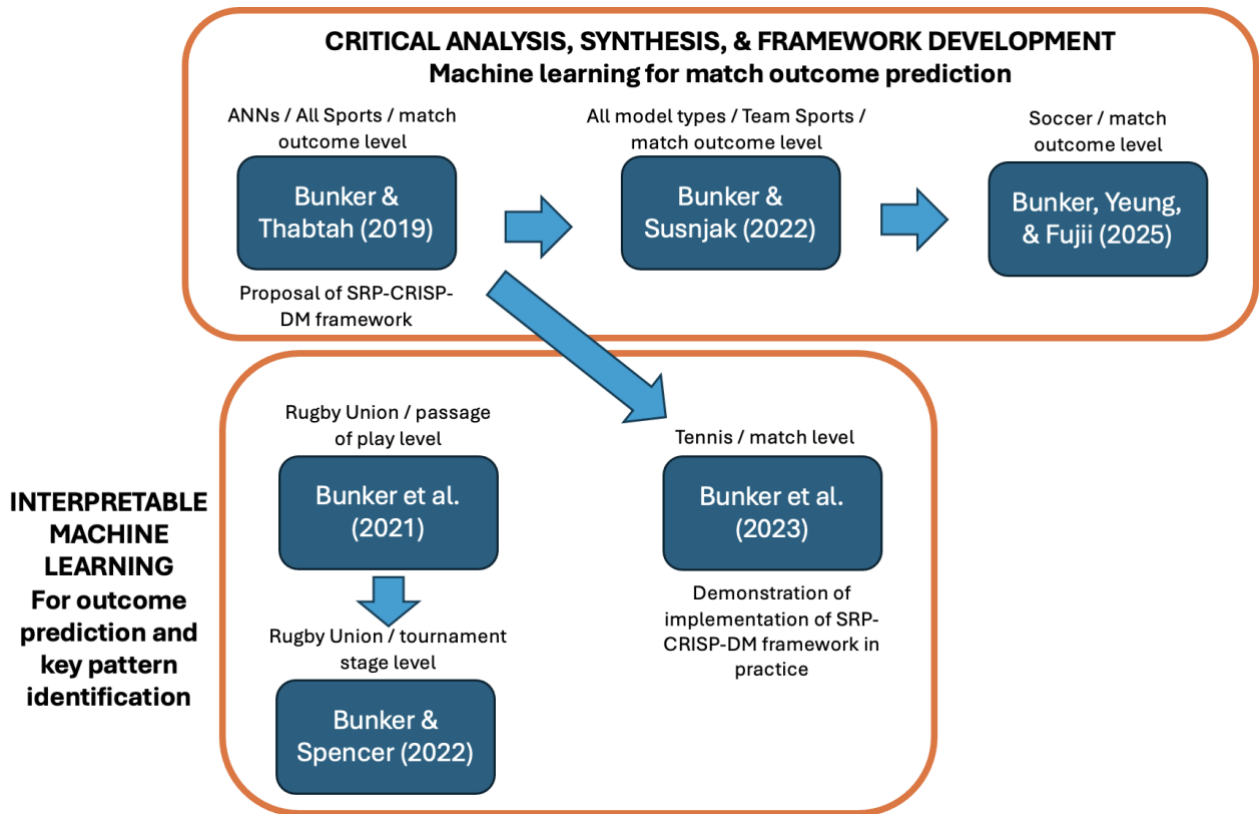 CRITICAL ANALYSIS, SYNTHESIS, & FRAMEWORK DEVELOPMENT
Machine learning for match outcome prediction
ANNs / All Sports / match
outcome level
Bunker &
Thabtah (2019)
Proposal of SRP-CRISP-
DM framework
All model types / Team Sports /
match outcome level
Bunker &
Susnjak (2022)
Soccer / match
outcome level
Bunker, Yeung,
& Fujii (2025)
INTERPRETABLE
MACHINE
LEARNING
For outcome
prediction and
key pattern
identification
Rugby Union / passage
of play level
Bunker et al.
(2021)
Rugby Union / tournament
stage level
Bunker &
Spencer (2022)
Tennis / match level
Bunker et al.
(2023)
Demonstration of
implementation of SRP-
CRISP-DM framework in
practice